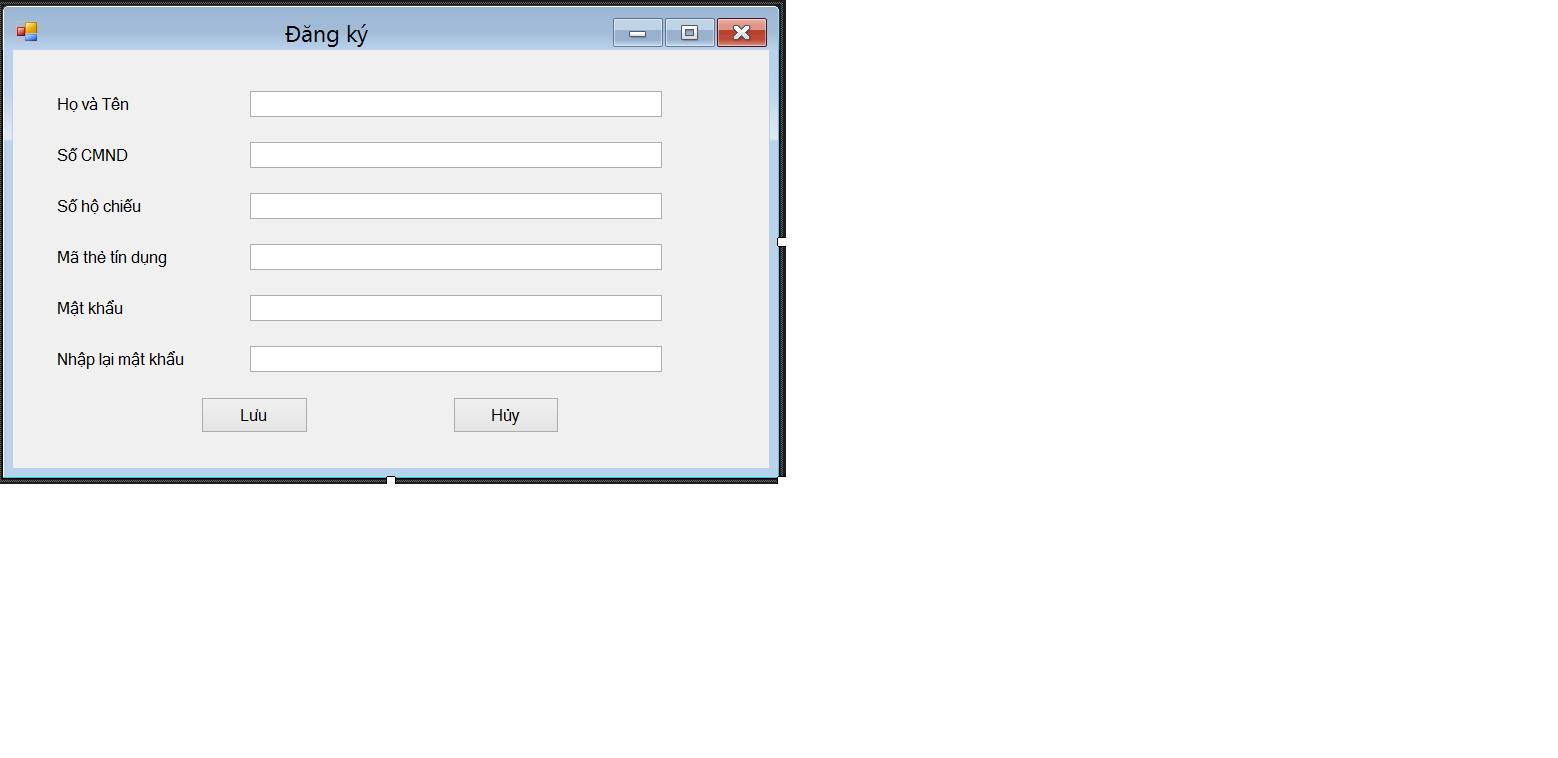 Đăng ký
Họ và Tên
Số CMND
Số hộ chiếu
Mã thẻ tín dụng
Mật khẩu
Nhập lại mật khẩu
Lưu Hủy